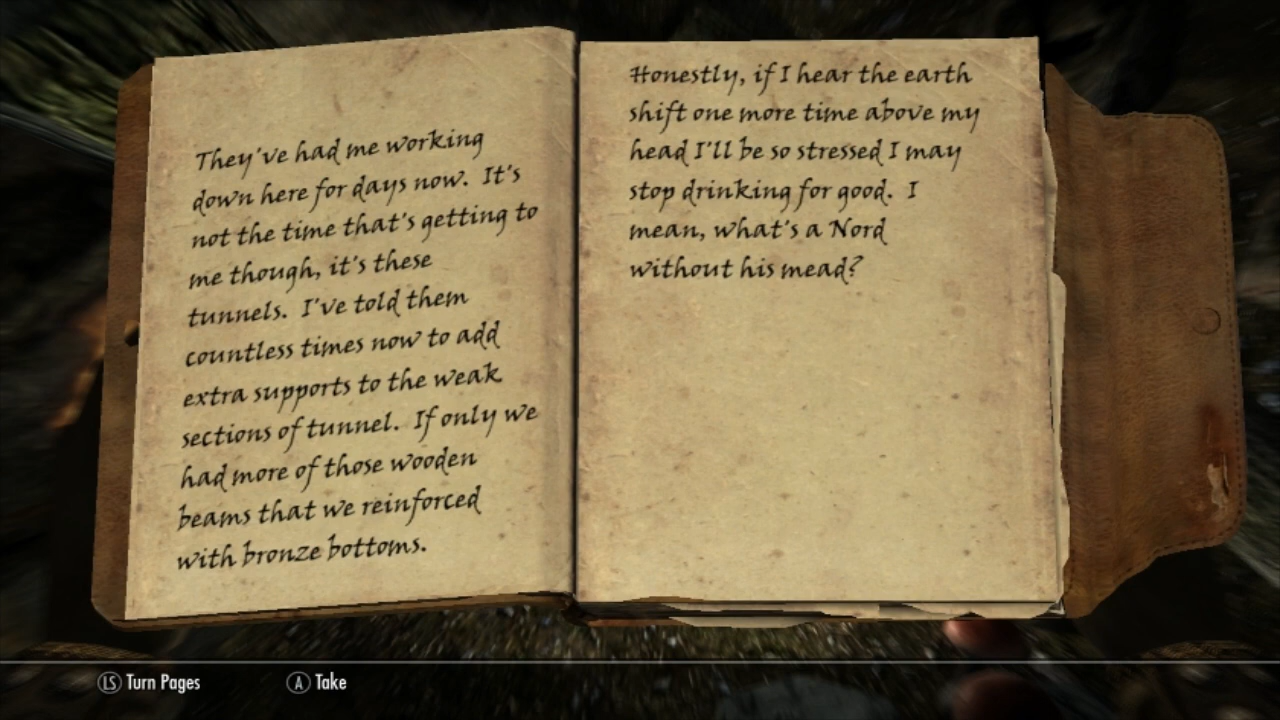 They've had me working
down here for days now. It's
not the time that's getting to
me though, it's these
tunnels. I've told them
countless times now to add
extra supports to the weak
sections of tunnel. If only we
had more of those wooden
beams that we reinforced
with bronze bottoms.
Honestly, if I hear the earth
shift one more time above my
head I'll be so stressed I may
stop drinking for good. I
mean, what's a Nord
without his mead?
LS Turn Pages
A Take